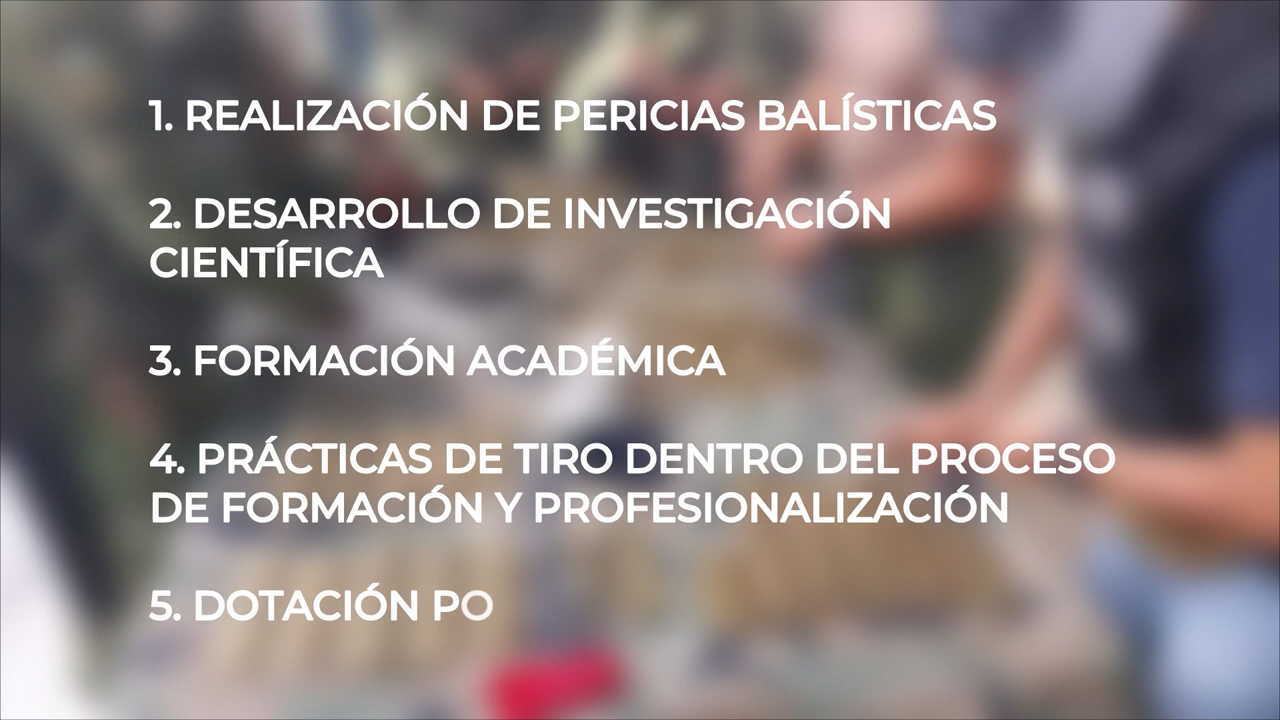 1. REALIZACIÓN DE PERICIAS BALÍSTICAS
2. DESARROLLO DE INVESTIGACIÓN
CIENTÍFICA
3. FORMACIÓN ACADÉMICA
4. PRÁCTICAS DE TIRO DENTRO DEL PROCESO
DE FORMACIÓN Y PROFESIONALIZACIÓN
5. DOTACIÓN PO